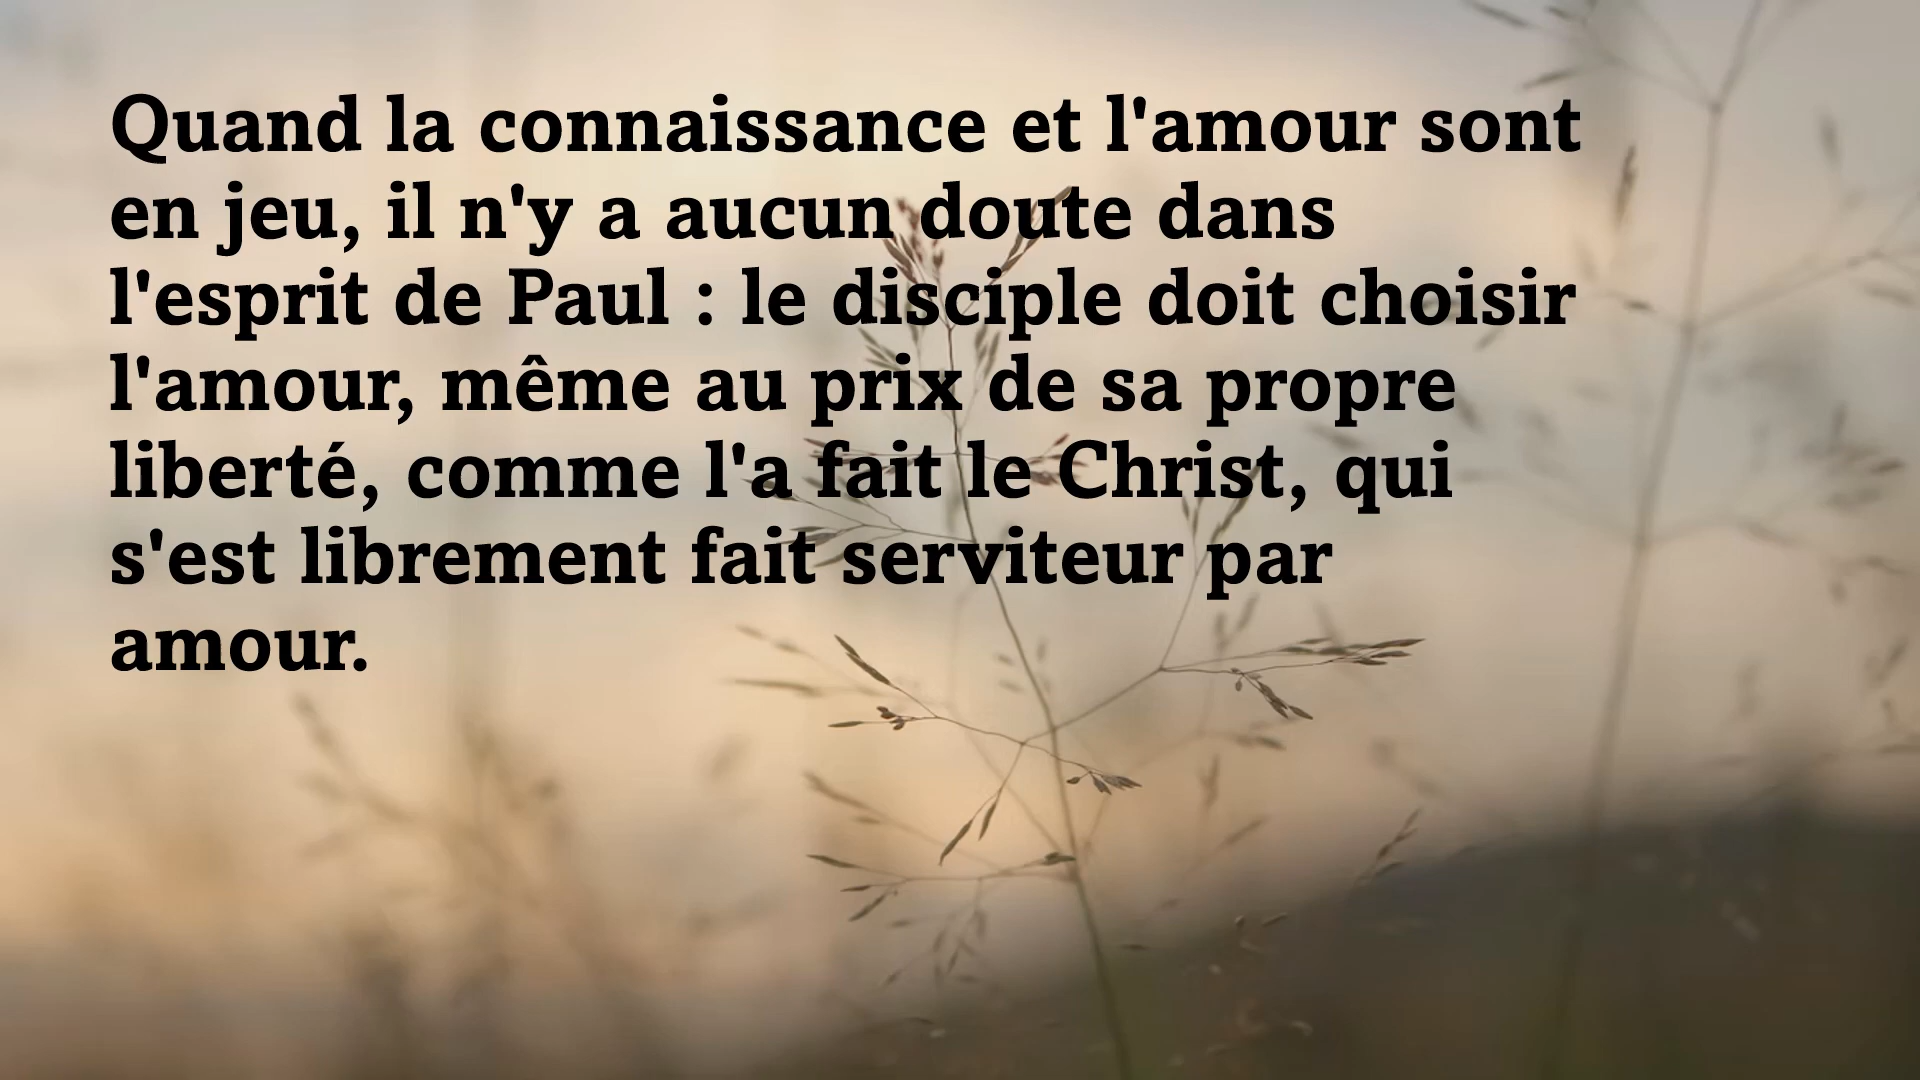 Quand la connaissance et l'amour sont
en jeu, il n'y a aucun doute dans
l'esprit de Paul : le disciple doit choisir
l'amour, même au prix de sa propre
liberté, comme l'a fait le Christ, qui
s'est librement fait serviteur par
amour.